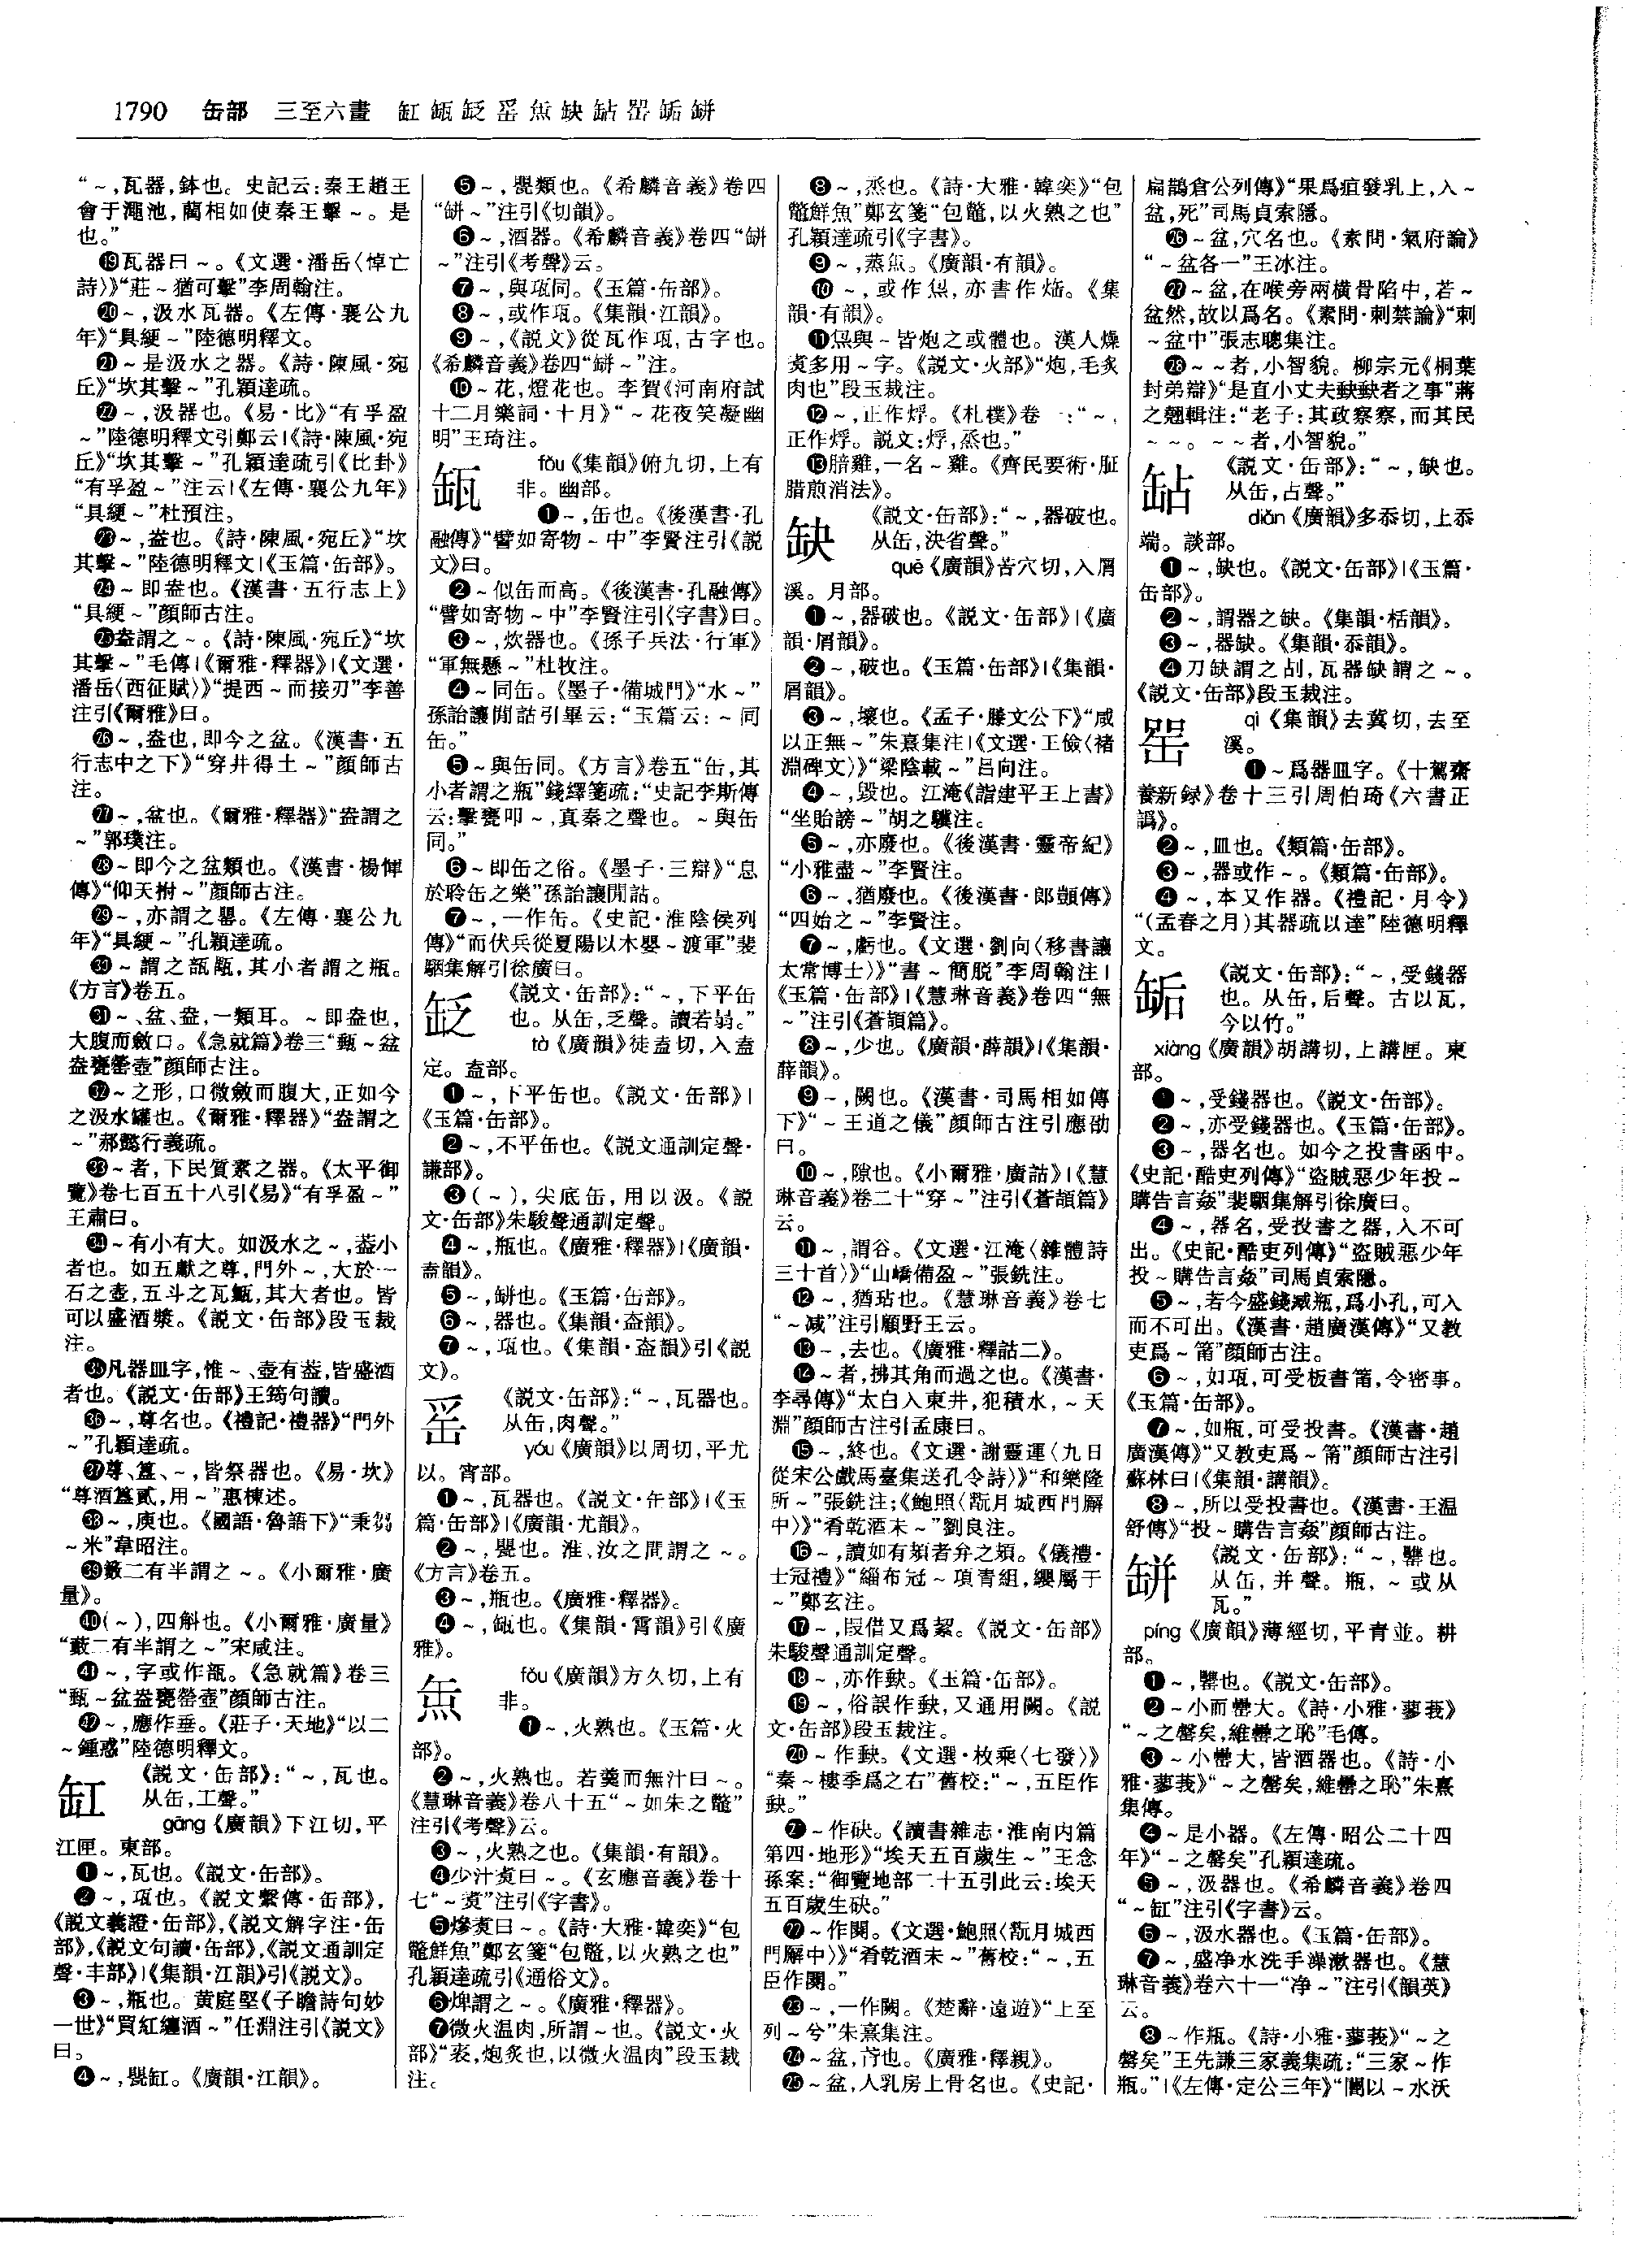 1790 缶部 三至六畫 缸 缻 䍇 䍃 缹 缺 䍄 䍈 缿 缾
“～,瓦器,鉢也。史記云:秦王趙王
會于澠池,藺相如使秦王擊～。是
也。”
⓳瓦器曰～。《文選·潘岳〈悼亡
詩〉》“莊～猶可擊”李周翰注。
⓴～,汲水瓦器。《左傳·襄公九
年》“具綆～”陸德明釋文。
㉑～是汲水之器。《詩·陳風·宛
丘》“坎其擊～”孔穎達疏。
㉒～,汲器也。《易·比》“有孚盈
～”陸德明釋文引鄭云|《詩·陳風·宛
丘》“坎其擊～”孔穎達疏引《比卦》
“有孚盈～”注云|《左傳·襄公九年》
“具綆～”杜預注。
㉓～,盎也。《詩·陳風·宛丘》“坎
其擊～”陸德明釋文|《玉篇·缶部》。
㉔～即盎也。《漢書·五行志上》
“具綆～”顏師古注。
㉕盎謂之～。《詩·陳風·宛丘》“坎
其擊～”毛傳|《爾雅·釋器》|《文選·
潘岳〈西征賦〉》“提西～而接刃”李善
注引《爾雅》曰。
㉖～,盎也,即今之盆。《漢書·五
行志中之下》“穿井得土～”顏師古
注。
㉗～,盆也。《爾雅·釋器》“盎謂之
～”郭璞注。
㉘～即今之盆類也。《漢書·楊惲
傳》“仰天拊～”顏師古注。
㉙～,亦謂之罌。《左傳·襄公九
年》“具綆～”孔穎達疏。
㉚～謂之瓿甊,其小者謂之瓶。
《方言》卷五。
㉛～、盆、盎,一類耳。～即盎也,
大腹而斂口。《急就篇》卷三“甄～盆
盎甕罃壺”顏師古注。
㉜～之形,口微斂而腹大,正如今
之汲水罐也。《爾雅·釋器》“盎謂之
～”郝懿行義疏。
㉝～者,下民質素之器。《太平御
覽》卷七百五十八引《易》“有孚盈～”
王肅曰。
㉞～有小有大。如汲水之～,蓋小
者也。如五獻之尊,門外～,大於一
石之壺,五斗之瓦甒,其大者也。皆
可以盛酒漿。《説文·缶部》段玉裁
注。
㉟凡器皿字,惟～、壺有蓋,皆盛酒
者也。《説文·缶部》王筠句讀。
㊱～,尊名也。《禮記·禮器》“門外
～”孔穎達疏。
㊲尊、簋、～,皆祭器也。《易·坎》
“尊酒簋貳,用～”惠棟述。
㊳～,庾也。《國語·魯語下》“秉芻
～米”韋昭注。
㊴籔二有半謂之～。《小爾雅·廣
量》。
㊵(～),四斛也。《小爾雅·廣量》
“籔二有半謂之～”宋咸注。
㊶～,字或作瓿。《急就篇》卷三
“甄～盆盎甕罃壺”顏師古注。
㊷～,應作垂。《莊子·天地》“以二
～鍾惑”陸德明釋文。
缸 《説文·缶部》:“～,瓦也。
从缶,工聲。”
gāng《廣韻》下江切,平
江匣。東部。
❶～,瓦也。《説文·缶部》。
❷～,瓨也。《説文繫傳·缶部》,
《説文義證·缶部》,《説文解字注·缶
部》,《説文句讀·缶部》,《説文通訓定
聲·丰部》|《集韻·江韻》引《説文》。
❸～,瓶也。黄庭堅《子瞻詩句妙
一世》“買紅纏酒～”任淵注引《説文》
曰。
❹～,甖缸。《廣韻·江韻》。
❺～,甖類也。《希麟音義》卷四
“缾～”注引《切韻》。
❻～,酒器。《希麟音義》卷四“缾
～”注引《考聲》云。
❼～,與瓨同。《玉篇·缶部》。
❽～,或作瓨。《集韻·江韻》。
❾～,《説文》從瓦作瓨,古字也。
《希麟音義》卷四“缾～”注。
❿～花,燈花也。李賀《河南府試
十二月樂詞·十月》“～花夜笑凝幽
明”王琦注。
缻 fǒu《集韻》俯九切,上有
非。幽部。
❶～,缶也。《後漢書·孔
融傳》“譬如寄物～中”李賢注引《説
文》曰。
❷～似缶而高。《後漢書·孔融傳》
“譬如寄物～中”李賢注引《字書》曰。
❸～,炊器也。《孫子兵法·行軍》
“軍無懸～”杜牧注。
❹～同缶。《墨子·備城門》“水～”
孫詒讓閒詁引畢云:“玉篇云:～同
缶。”
❺～與缶同。《方言》卷五“缶,其
小者謂之瓶”錢繹箋疏:“史記李斯傳
云:擊甕叩～,真秦之聲也。～與缶
同。”
❻～即缶之俗。《墨子·三辯》“息
於聆缶之樂”孫詒讓閒詁。
❼～,一作缶。《史記·淮陰侯列
傳》“而伏兵從夏陽以木罌～渡軍”裴
駰集解引徐廣曰。
䍇 《説文·缶部》:“～,下平缶
也。从缶,乏聲。讀若㢵。”
tà《廣韻》徒盍切,入盍
定。盍部。
❶～,下平缶也。《説文·缶部》|
《玉篇·缶部》。
❷～,不平缶也。《説文通訓定聲·
謙部》。
❸(～),尖底缶,用以汲。《説
文·缶部》朱駿聲通訓定聲。
❹～,瓶也。《廣雅·釋器》|《廣韻·
盍韻》。
❺～,缾也。《玉篇·缶部》。
❻～,器也。《集韻·盇韻》。
❼～,瓨也。《集韻·盇韻》引《説
文》。
䍃 《説文·缶部》:“～,瓦器也。
从缶,肉聲。”
yóu《廣韻》以周切,平尤
以。宵部。
❶～,瓦器也。《説文·缶部》|《玉
篇·缶部》|《廣韻·尤韻》。
❷～,甖也。淮、汝之閒謂之～。
《方言》卷五。
❸～,瓶也。《廣雅·釋器》。
❹～,缻也。《集韻·宵韻》引《廣
雅》。
缹 fǒu《廣韻》方久切,上有
非。
❶～,火熟也。《玉篇·火
部》。
❷～,火熟也。若羹而無汁曰～。
《慧琳音義》卷八十五“～如朱之鼈”
注引《考聲》云。
❸～,火熟之也。《集韻·有韻》。
❹少汁煑曰～。《玄應音義》卷十
七“～煑”注引《字書》。
❺㷟煑曰～。《詩·大雅·韓奕》“包
鼈鮮魚”鄭玄箋“包鼈,以火熟之也”
孔穎達疏引《通俗文》。
❻焷謂之～。《廣雅·釋器》。
❼微火温肉,所謂～也。《説文·火
部》“衮,炮炙也,以微火温肉”段玉裁
注。
❽～,烝也。《詩·大雅·韓奕》“包
鼈鮮魚”鄭玄箋“包鼈,以火熟之也”
孔穎達疏引《字書》。
❾～,蒸缹。《廣韻·有韻》。
❿～,或作炰,亦書作㷶。《集
韻·有韻》。
⓫炰與～皆炮之或體也。漢人燥
煑多用～字。《説文·火部》“炮,毛炙
肉也”段玉裁注。
⓬～,正作烰。《札樸》卷一:“～,
正作烰。説文:烰,烝也。”
⓭腤雞,一名～雞。《齊民要術·脏
腊煎消法》。
缺 《説文·缶部》:“～,器破也。
从缶,決省聲。”
quē《廣韻》苦穴切,入屑
溪。月部。
❶～,器破也。《説文·缶部》|《廣
韻·屑韻》。
❷～,破也。《玉篇·缶部》|《集韻·
屑韻》。
❸～,壞也。《孟子·滕文公下》“咸
以正無～”朱熹集注|《文選·王儉〈褚
淵碑文〉》“梁陰載～”吕向注。
❹～,毀也。江淹《詣建平王上書》
“坐貽謗～”胡之驥注。
❺～,亦廢也。《後漢書·靈帝紀》
“小雅盡～”李賢注。
❻～,猶廢也。《後漢書·郎顗傳》
“四始之～”李賢注。
❼～,虧也。《文選·劉向〈移書讓
太常博士〉》“書～簡脱”李周翰注|
《玉篇·缶部》|《慧琳音義》卷四“無
～”注引《蒼頡篇》。
❽～,少也。《廣韻·薛韻》|《集韻·
薛韻》。
❾～,闕也。《漢書·司馬相如傳
下》“～王道之儀”顏師古注引應劭
曰。
❿～,隙也。《小爾雅·廣詁》|《慧
琳音義》卷二十“穿～”注引《蒼頡篇》
云。
⓫～,謂谷。《文選·江淹〈雜體詩
三十首〉》“山嶠備盈～”張銑注。
⓬～,猶玷也。《慧琳音義》卷七
“～减”注引顧野王云。
⓭～,去也。《廣雅·釋詁二》。
⓮～者,拂其角而過之也。《漢書·
李尋傳》“太白入東井,犯積水,～天
淵”顏師古注引孟康曰。
⓯～,終也。《文選·謝靈運〈九日
從宋公戲馬臺集送孔令詩〉》“和樂隆
所～”張銑注;《鮑照〈翫月城西門廨
中〉》“肴乾酒未～”劉良注。
⓰～,讀如有頍者弁之頍。《儀禮·
士冠禮》“緇布冠～項青組,纓屬于
～”鄭玄注。
⓱～,叚借又爲絜。《説文·缶部》
朱駿聲通訓定聲。
⓲～,亦作缼。《玉篇·缶部》。
⓳～,俗誤作缼,又通用闕。《説
文·缶部》段玉裁注。
⓴～作缼。《文選·枚乘〈七發〉》
“秦～樓季爲之右”舊校:“～,五臣作
缼。”
㉑～作砄。《讀書雜志·淮南内篇
第四·地形》“埃天五百歲生～”王念
孫案:“御覽地部二十五引此云:埃天
五百歲生砄。”
㉒～作闋。《文選·鮑照〈翫月城西
門廨中〉》“肴乾酒未～”舊校:“～,五
臣作闋。”
㉓～,一作闕。《楚辭·遠遊》“上至
列～兮”朱熹集注。
㉔～盆,䯒也。《廣雅·釋親》。
㉕～盆,人乳房上骨名也。《史記·
扁鵲倉公列傳》“果爲疽發乳上,入～
盆,死”司馬貞索隱。
㉖～盆,穴名也。《素問·氣府論》
“～盆各一”王冰注。
㉗～盆,在喉旁兩横骨陷中,若～
盆然,故以爲名。《素問·刺禁論》“刺
～盆中”張志聰集注。
㉘～～者,小智貌。柳宗元《桐葉
封弟辯》“是直小丈夫缼缼者之事”蔣
之翹輯注:“老子:其政察察,而其民
～～。～～者,小智貌。”
䍄 《説文·缶部》:“～,缺也。
从缶,占聲。”
diǎn《廣韻》多忝切,上忝
端。談部。
❶～,缺也。《説文·缶部》|《玉篇·
缶部》。
❷～,謂器之缺。《集韻·栝韻》。
❸～,器缺。《集韻·忝韻》。
❹刀缺謂之㓠,瓦器缺謂之～。
《説文·缶部》段玉裁注。
䍈 qì《集韻》去冀切,去至
溪。
❶～爲器皿字。《十駕齋
養新録》卷十三引周伯琦《六書正
譌》。
❷～,皿也。《類篇·缶部》。
❸～,器或作～。《類篇·缶部》。
❹～,本又作器。《禮記·月令》
“(孟春之月)其器疏以達”陸德明釋
文。
缿 《説文·缶部》:“～,受錢器
也。从缶,后聲。古以瓦,
今以竹。”
xiàng《廣韻》胡講切,上講匣。東
部。
❶～,受錢器也。《説文·缶部》。
❷～,亦受錢器也。《玉篇·缶部》。
❸～,器名也。如今之投書函中。
《史記·酷吏列傳》“盜賊惡少年投～
購告言姦”裴駰集解引徐廣曰。
❹～,器名,受投書之器,入不可
出。《史記·酷吏列傳》“盜賊惡少年
投～購告言姦”司馬貞索隱。
❺～,若今盛錢臧瓶,爲小孔,可入
而不可出。《漢書·趙廣漢傳》“又教
吏爲～筩”顏師古注。
❻～,如瓨,可受板書筩,令密事。
《玉篇·缶部》。
❼～,如瓶,可受投書。《漢書·趙
廣漢傳》“又教吏爲～筩”顏師古注引
蘇林曰|《集韻·講韻》。
❽～,所以受投書也。《漢書·王温
舒傳》“投～購告言姦”顏師古注。
缾 《説文·缶部》:“～,罋也。
从缶,并聲。瓶,～或从
瓦。”
píng《廣韻》薄經切,平青並。耕
部。
❶～,罋也。《説文·缶部》。
❷～小而罍大。《詩·小雅·蓼莪》
“～之罄矣,維罍之恥”毛傳。
❸～小罍大,皆酒器也。《詩·小
雅·蓼莪》“～之罄矣,維罍之恥”朱熹
集傳。
❹～是小器。《左傳·昭公二十四
年》“～之罄矣”孔穎達疏。
❺～,汲器也。《希麟音義》卷四
“～缸”注引《字書》云。
❻～,汲水器也。《玉篇·缶部》。
❼～,盛净水洗手澡漱器也。《慧
琳音義》卷六十一“净～”注引《韻英》
云。
❽～作瓶。《詩·小雅·蓼莪》“～之
罄矣”王先謙三家義集疏:“三家～作
瓶。”|《左傳·定公三年》“閽以～水沃